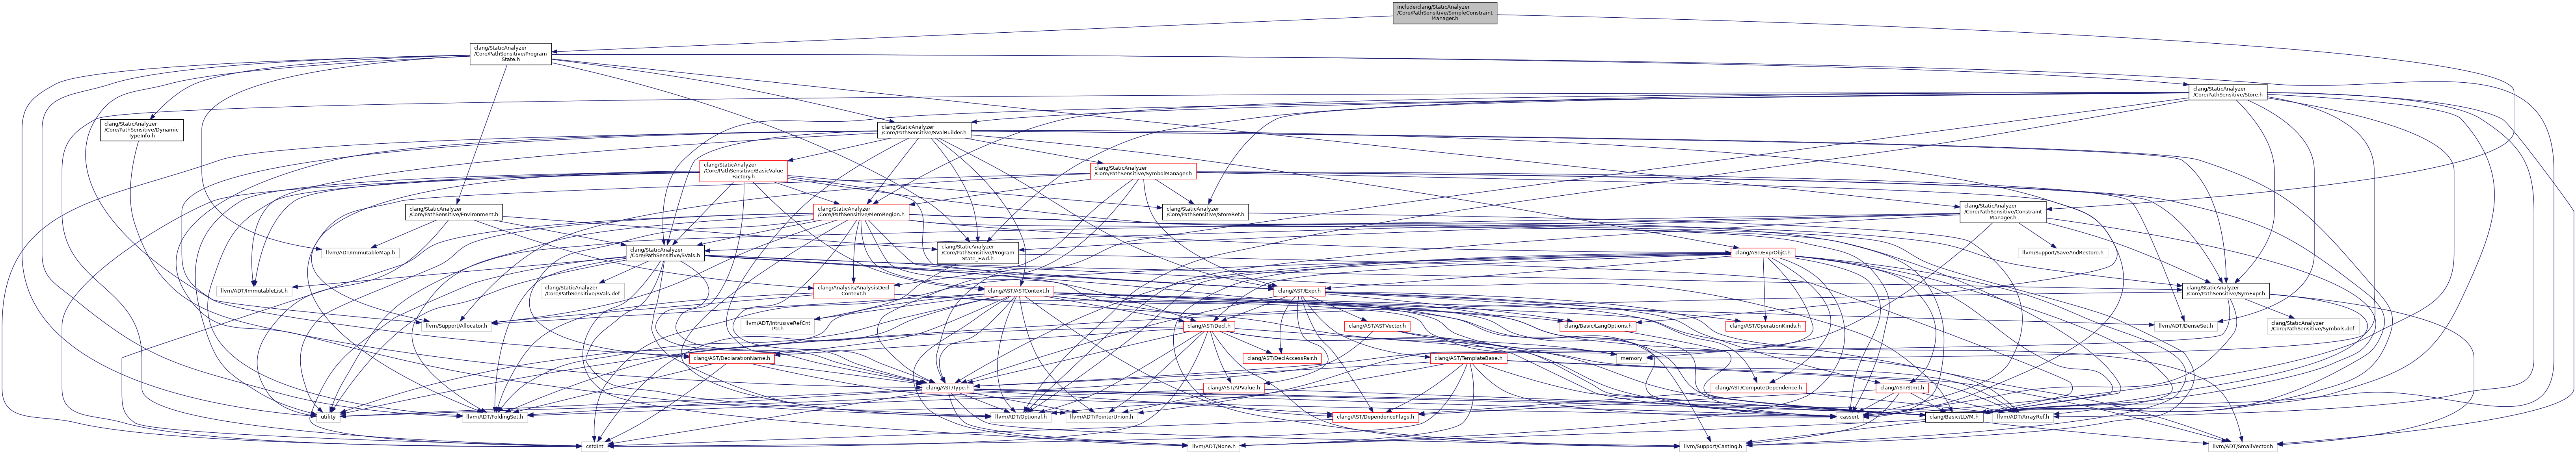 include/clang/StaticAnalyzer
/Core/PathSensitive/SimpleConstraint
Manager.h
clang/StaticAnalyzer
/Core/PathSensitive/Program
State.h
clang/StaticAnalyzer
/Core/PathSensitive/Store.h
clang/StaticAnalyzer
/Core/PathSensitive/Dynamic
TypeInfo.h
clang/StaticAnalyzer
/Core/PathSensitive/SValBuilder.h
clang/StaticAnalyzer
/Core/PathSensitive/BasicValue
Factory.h
clang/StaticAnalyzer
/Core/PathSensitive/SymbolManager.h
clang/StaticAnalyzer
/Core/PathSensitive/Environment.h
clang/StaticAnalyzer
/Core/PathSensitive/MemRegion.h
clang/StaticAnalyzer
/Core/PathSensitive/StoreRef.h
clang/StaticAnalyzer
/Core/PathSensitive/Constraint
Manager.h
llvm/ADT/ImmutableMap.h
clang/StaticAnalyzer
/Core/PathSensitive/SVals.h
clang/StaticAnalyzer
/Core/PathSensitive/Program
State_Fwd.h
clang/AST/ExprObjC.h
llvm/Support/SaveAndRestore.h
llvm/ADT/ImmutableList.h
clang/StaticAnalyzer
/Core/PathSensitive/SVals.def
clang/Analysis/AnalysisDecl
Context.h
clang/AST/ASTContext.h
clang/AST/Expr.h
clang/StaticAnalyzer
/Core/PathSensitive/SymExpr.h
llvm/Support/Allocator.h
llvm/ADT/IntrusiveRefCnt
Ptr.h
clang/AST/Decl.h
clang/AST/ASTVector.h
clang/Basic/LangOptions.h
clang/AST/OperationKinds.h
llvm/ADT/DenseSet.h
clang/StaticAnalyzer
/Core/PathSensitive/Symbols.def
clang/AST/DeclarationName.h
clang/AST/DeclAccessPair.h
clang/AST/TemplateBase.h
memory
clang/AST/Type.h
clang/AST/APValue.h
clang/AST/ComputeDependence.h
clang/AST/Stmt.h
utility
llvm/ADT/FoldingSet.h
llvm/ADT/Optional.h
llvm/ADT/PointerUnion.h
clang/AST/DependenceFlags.h
cassert
clang/Basic/LLVM.h
llvm/ADT/ArrayRef.h
cstdint
llvm/ADT/None.h
llvm/Support/Casting.h
llvm/ADT/SmallVector.h